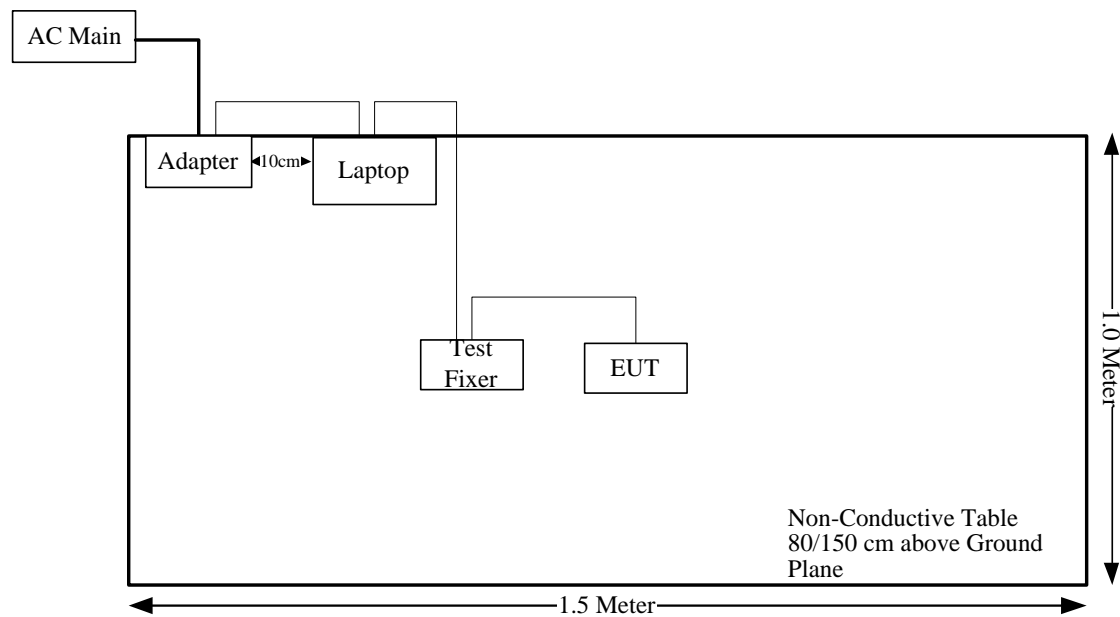 AC Main
Adapter
10cm
Laptop
Test
Fixer
EUT
1.0 Meter
Non-Conductive Table
80/150 cm above Ground
Plane
1.5 Meter